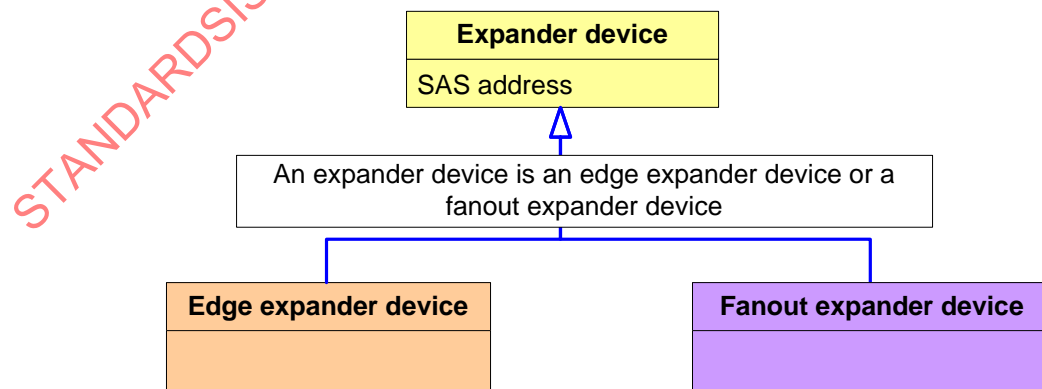 STANDARDSIS
Expander device
SAS address
An expander device is an edge expander device or a
fanout expander device
Edge expander device
Fanout expander device